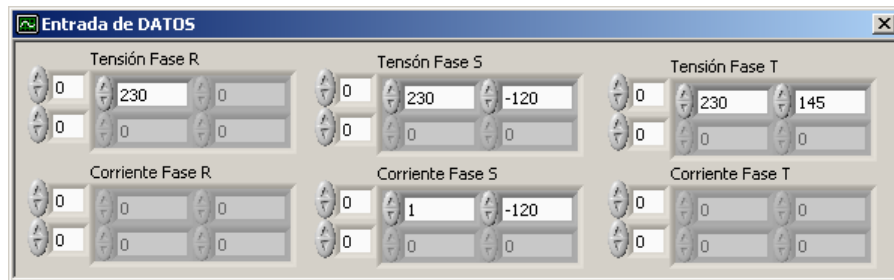 Entrada de DATOS
Tensión Fase R
Tensón Fase S
Tensión Fase T
0 230 0
0 0 0
0 230 -120
0 0 0
0 230 145
0 0 0
Corriente Fase R
Corriente Fase S
Corriente Fase T
0 0 0
0 0 0
0 1 -120
0 0 0
0 0 0
0 0 0